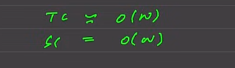 TC ≈ O(N)
SC = O(N)